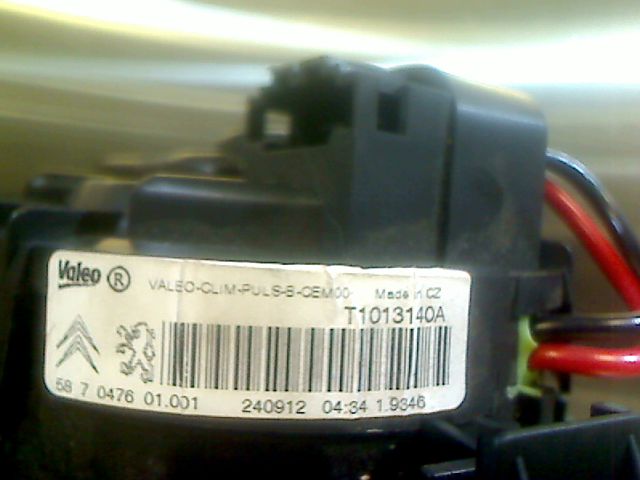 Valeo ® VALEO-CLIM-PULS-B-OEM00 Made in CZ
T1013140A
58 7 0476 01.001 240912 04:34 1.9346